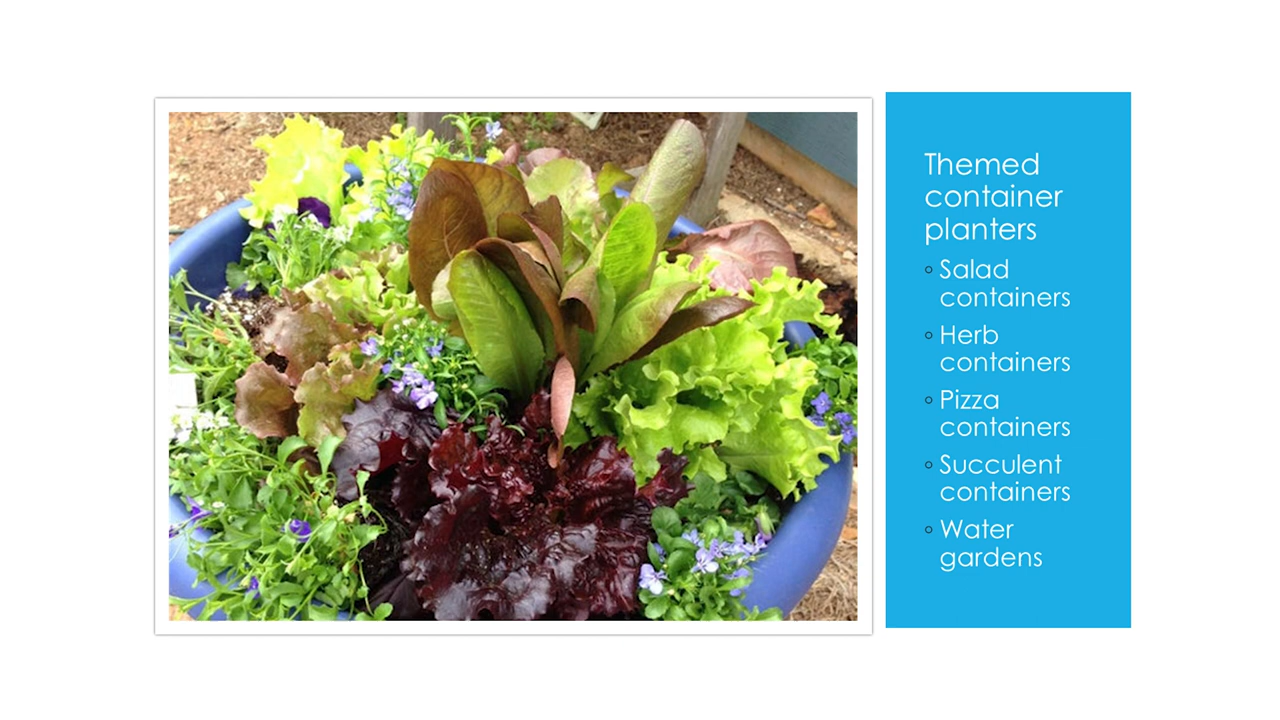 Themed
container
planters
◦ Salad
containers
◦ Herb
containers
◦ Pizza
containers
◦ Succulent
containers
◦ Water
gardens